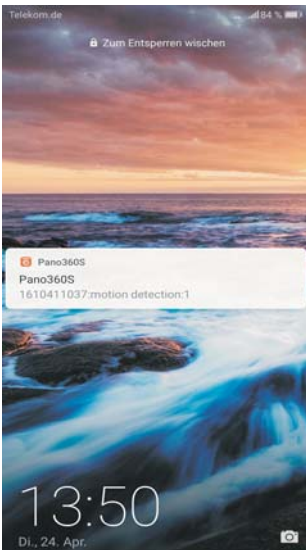 Telekom.de
84 %
Zum Entsperren wischen
Pano360S
Pano360S
1610411037:motion detection:1
13:50
Di., 24. Apr.